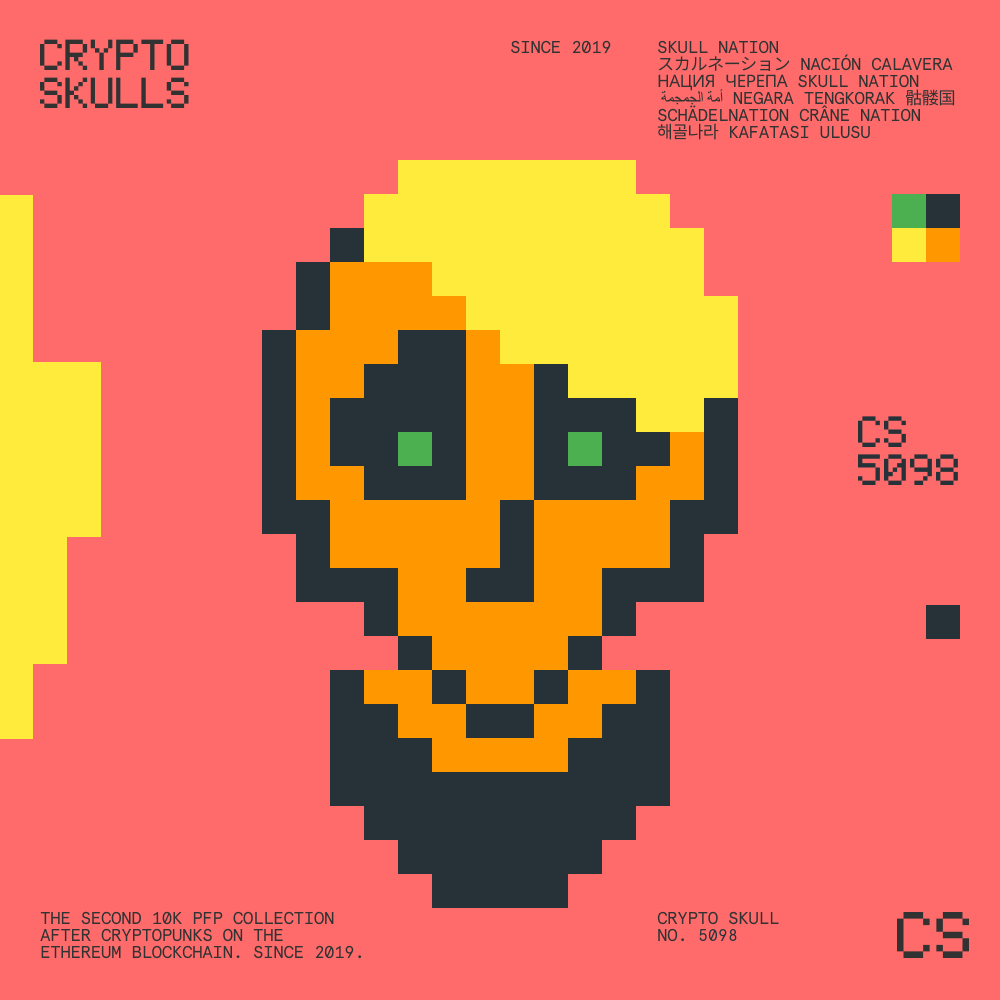 CRYPTO
SKULLS
SINCE 2019
SKULL NATION
スカルネーション NACIÓN CALAVERA
НАЦИЯ ЧЕРЕПА SKULL NATION
أمة الجمجمة NEGARA TENGKORAK 骷髅国
SCHÄDELNATION CRÂNE NATION
해골나라 KAFATASI ULUSU
CS
5098
THE SECOND 10K PFP COLLECTION
AFTER CRYPTOPUNKS ON THE
ETHEREUM BLOCKCHAIN. SINCE 2019.
CRYPTO SKULL
NO. 5098
CS